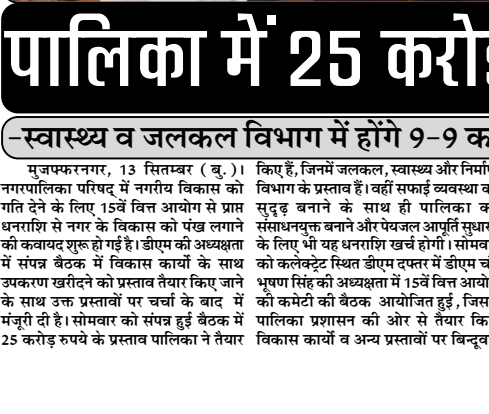 पालिका में 25 करोड़
-स्वास्थ्य व जलकल विभाग में होंगे 9-9 क
मुजफ्फरनगर, 13 सितम्बर ( बु. )।
नगरपालिका परिषद् में नगरीय विकास को
गति देने के लिए 15वें वित्त आयोग से प्राप्त
धनराशि से नगर के विकास को पंख लगाने
की कवायद शुरू हो गई है। डीएम की अध्यक्षता
में संपन्न बैठक में विकास कार्यो के साथ
उपकरण खरीदने को प्रस्ताव तैयार किए जाने
के साथ उक्त प्रस्तावों पर चर्चा के बाद में
मंजूरी दी है। सोमवार को संपन्न हुई बैठक में
25 करोड़ रुपये के प्रस्ताव पालिका ने तैयार
किए हैं, जिनमें जलकल, स्वास्थ्य और निर्मा
विभाग के प्रस्ताव हैं। वहीं सफाई व्यवस्था क
सुदृढ़ बनाने के साथ ही पालिका क
संसाधनयुक्त बनाने और पेयजल आपूर्ति सुधार
के लिए भी यह धनराशि खर्च होगी। सोमव
को कलेक्ट्रेट स्थित डीएम दफ्तर में डीएम च
भूषण सिंह की अध्यक्षता में 15वें वित्त आयो
की कमेटी की बैठक आयोजित हुई, जिस
पालिका प्रशासन की ओर से तैयार कि
विकास कार्यो व अन्य प्रस्तावों पर बिन्दूव